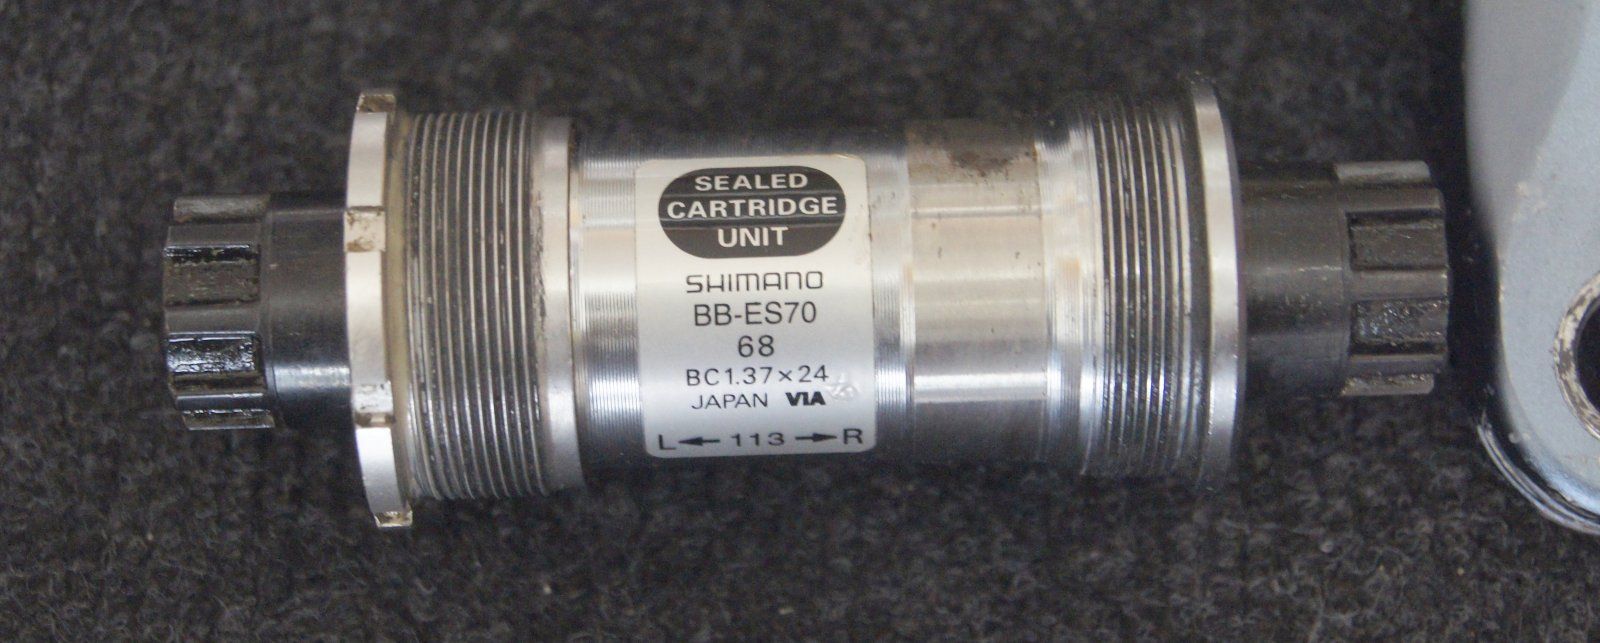 SEALED
CARTRIDGE
UNIT
SHIMANO
BB-ES70
68
BC1.37×24
JAPAN VIA
L ← 113 → R